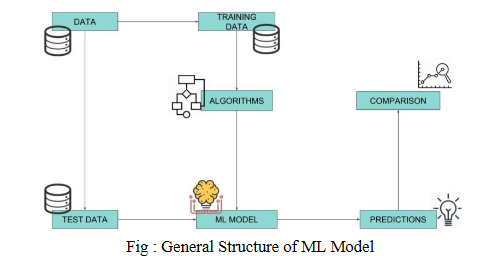 DATA
TRAINING
DATA
ALGORITHMS
COMPARISON
TEST DATA
ML MODEL
PREDICTIONS
Fig : General Structure of ML Model